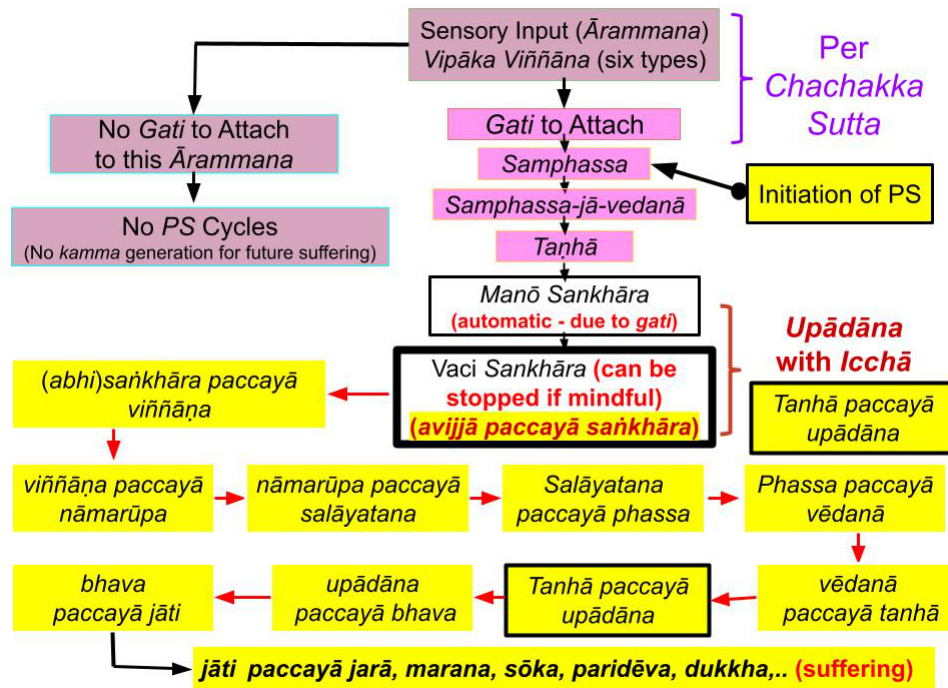 Sensory Input (Ārammana)
Vipāka Viññāna (six types)
Per
Chachakka
Sutta
No Gati to Attach
to this Ārammana
Gati to Attach
Samphassa
Initiation of PS
Samphassa-jā-vedanā
No PS Cycles
(No kamma generation for future suffering)
Taṇhā
Manō Sankhāra
(automatic - due to gati)
Upādāna
with Icchā
Vaci Sankhāra (can be
stopped if mindful)
(avijjā paccayā saṅkhāra)
Tanhā paccayā
upādāna
(abhi)saṅkhāra paccayā
viññāṇa
viññāṇa paccayā
nāmarūpa
nāmarūpa paccayā
salāyatana
Salāyatana
paccayā phassa
Phassa paccayā
vēdanā
bhava
paccayā jāti
upādāna
paccayā bhava
Tanhā paccayā
upādāna
vēdanā
paccayā tanhā
jāti paccayā jarā, marana, sōka, paridēva, dukkha,.. (suffering)